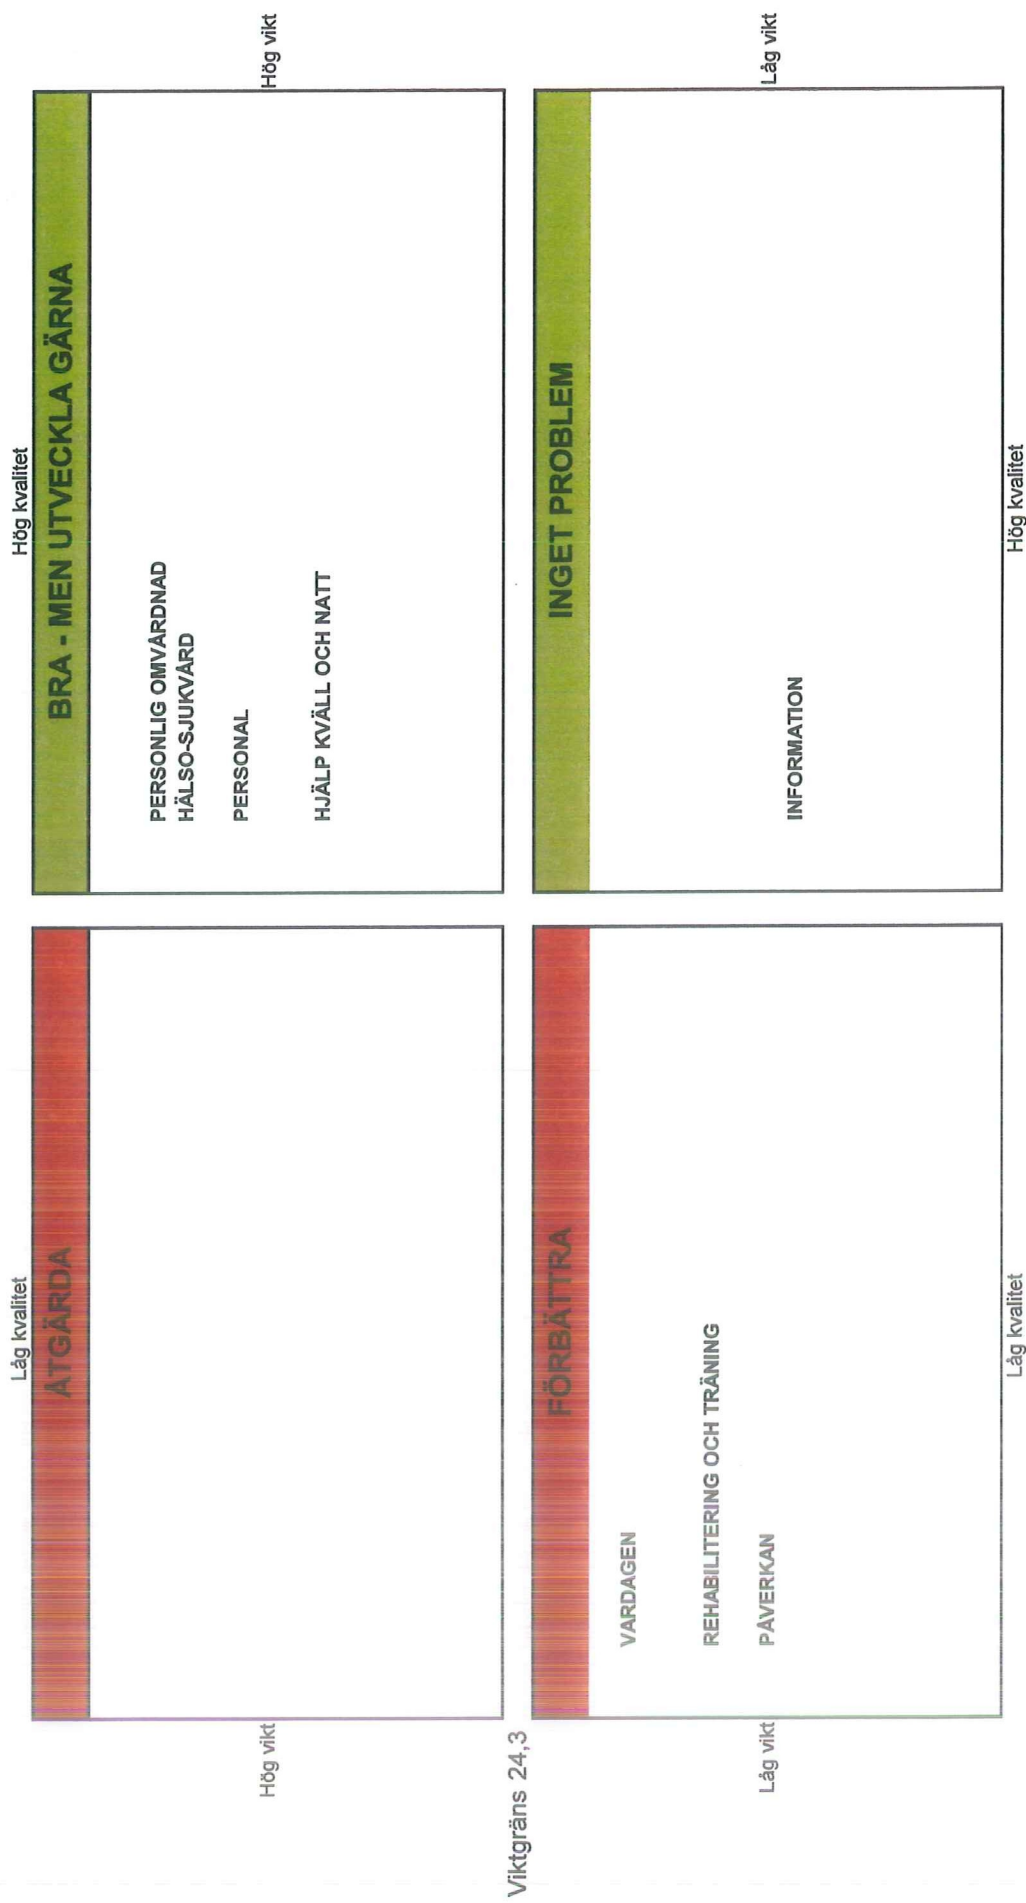 Låg kvalitet
Hög kvalitet
ÅTGÄRDA
BRA - MEN UTVECKLA GÄRNA
Hög vikt
Hög vikt
PERSONLIG OMVÅRDNAD
HÄLSO-SJUKVÅRD
PERSONAL
HJÄLP KVÄLL OCH NATT
Viktgräns 24,3
FÖRBÄTTRA
INGET PROBLEM
Låg vikt
Låg vikt
VARDAGEN
REHABILITERING OCH TRÄNING
PÅVERKAN
INFORMATION
Låg kvalitet
Hög kvalitet